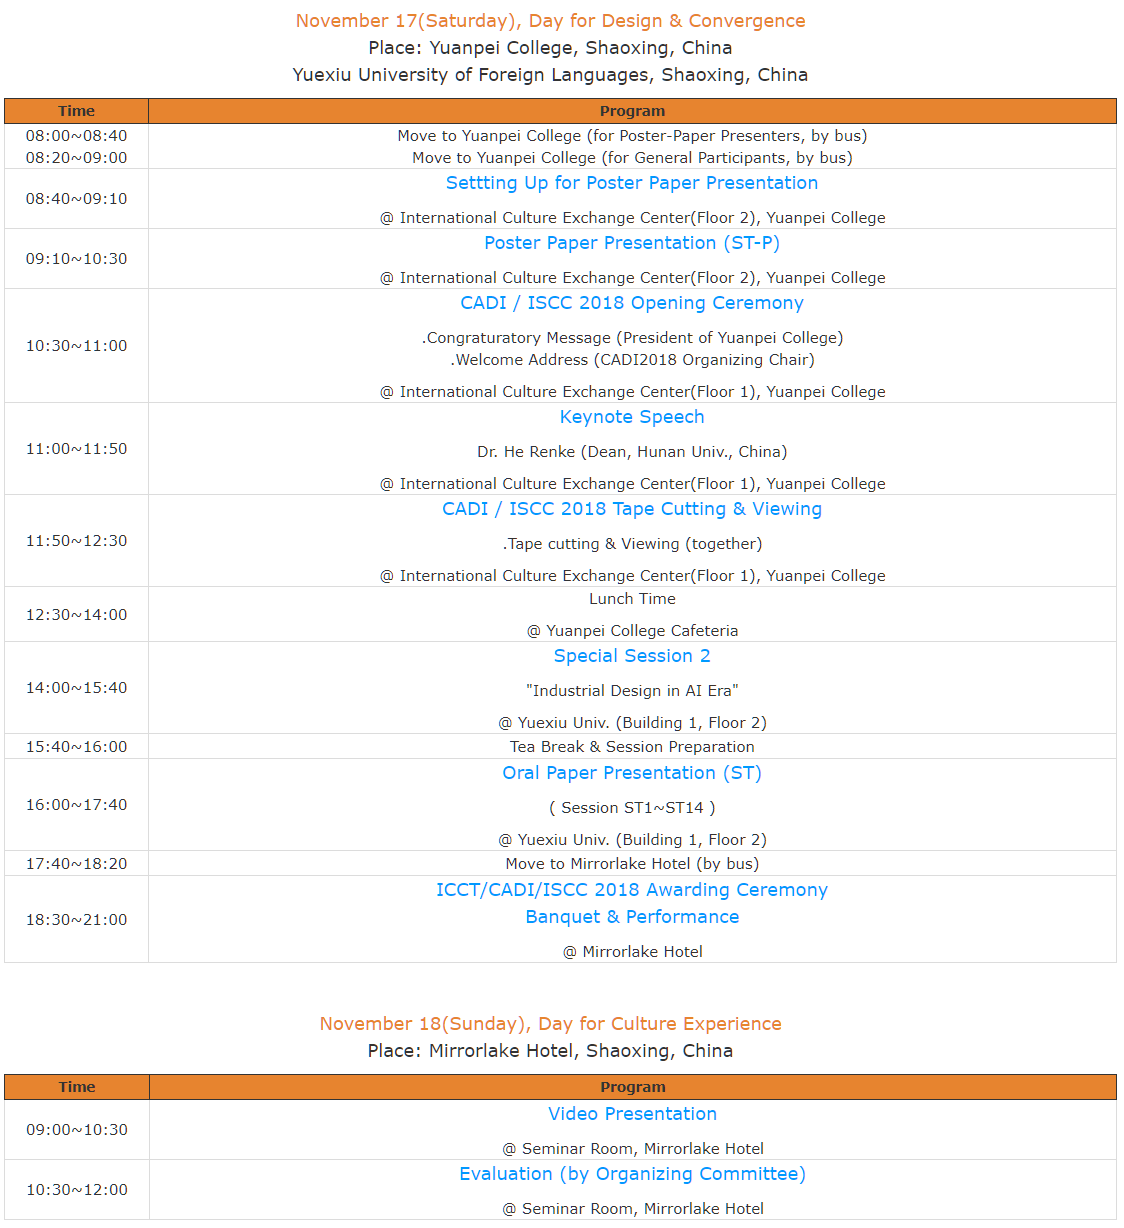 November 17(Saturday), Day for Design & Convergence
Place: Yuanpei College, Shaoxing, China
Yuexiu University of Foreign Languages, Shaoxing, China
Time Program
08:00~08:40 Move to Yuanpei College (for Poster-Paper Presenters, by bus)
08:20~09:00 Move to Yuanpei College (for General Participants, by bus)
08:40~09:10
Settting Up for Poster Paper Presentation
@ International Culture Exchange Center(Floor 2), Yuanpei College
09:10~10:30
Poster Paper Presentation (ST-P)
@ International Culture Exchange Center(Floor 2), Yuanpei College
10:30~11:00
CADI / ISCC 2018 Opening Ceremony
.Congraturatory Message (President of Yuanpei College)
.Welcome Address (CADI2018 Organizing Chair)
@ International Culture Exchange Center(Floor 1), Yuanpei College
11:00~11:50
Keynote Speech
Dr. He Renke (Dean, Hunan Univ., China)
@ International Culture Exchange Center(Floor 1), Yuanpei College
11:50~12:30
CADI / ISCC 2018 Tape Cutting & Viewing
.Tape cutting & Viewing (together)
@ International Culture Exchange Center(Floor 1), Yuanpei College
12:30~14:00
Lunch Time
@ Yuanpei College Cafeteria
14:00~15:40
Special Session 2
"Industrial Design in AI Era"
@ Yuexiu Univ. (Building 1, Floor 2)
15:40~16:00 Tea Break & Session Preparation
16:00~17:40
Oral Paper Presentation (ST)
( Session ST1~ST14 )
@ Yuexiu Univ. (Building 1, Floor 2)
17:40~18:20 Move to Mirrorlake Hotel (by bus)
18:30~21:00
ICCT/CADI/ISCC 2018 Awarding Ceremony
Banquet & Performance
@ Mirrorlake Hotel
November 18(Sunday), Day for Culture Experience
Place: Mirrorlake Hotel, Shaoxing, China
Time Program
09:00~10:30
Video Presentation
@ Seminar Room, Mirrorlake Hotel
10:30~12:00
Evaluation (by Organizing Committee)
@ Seminar Room, Mirrorlake Hotel